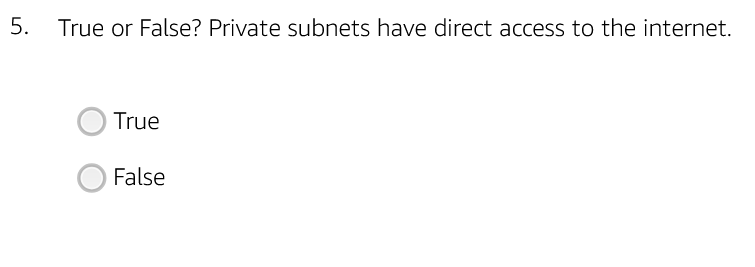 5. True or False? Private subnets have direct access to the internet.
True
False